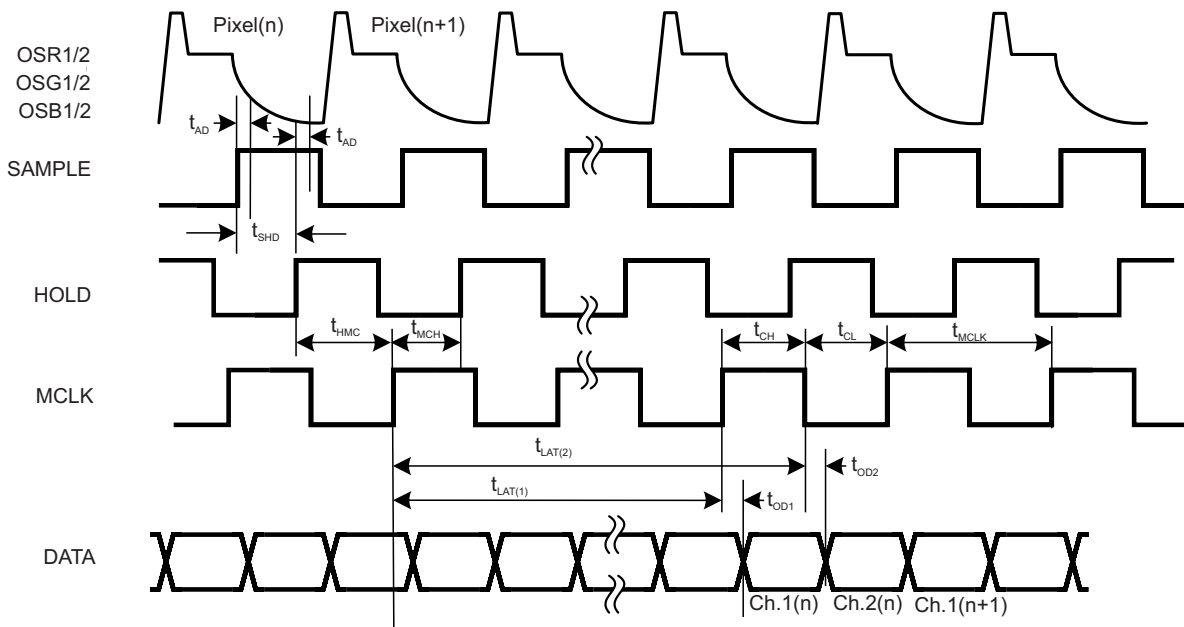 Pixel(n) Pixel(n+1)
OSR1/2
OSG1/2
OSB1/2
tAD
tAD
SAMPLE
tSHD
HOLD
tHMC tMCH tCH tCL tMCLK
MCLK
tLAT(2) tOD2
tLAT(1) tOD1
DATA
Ch.1(n) Ch.2(n) Ch.1(n+1)